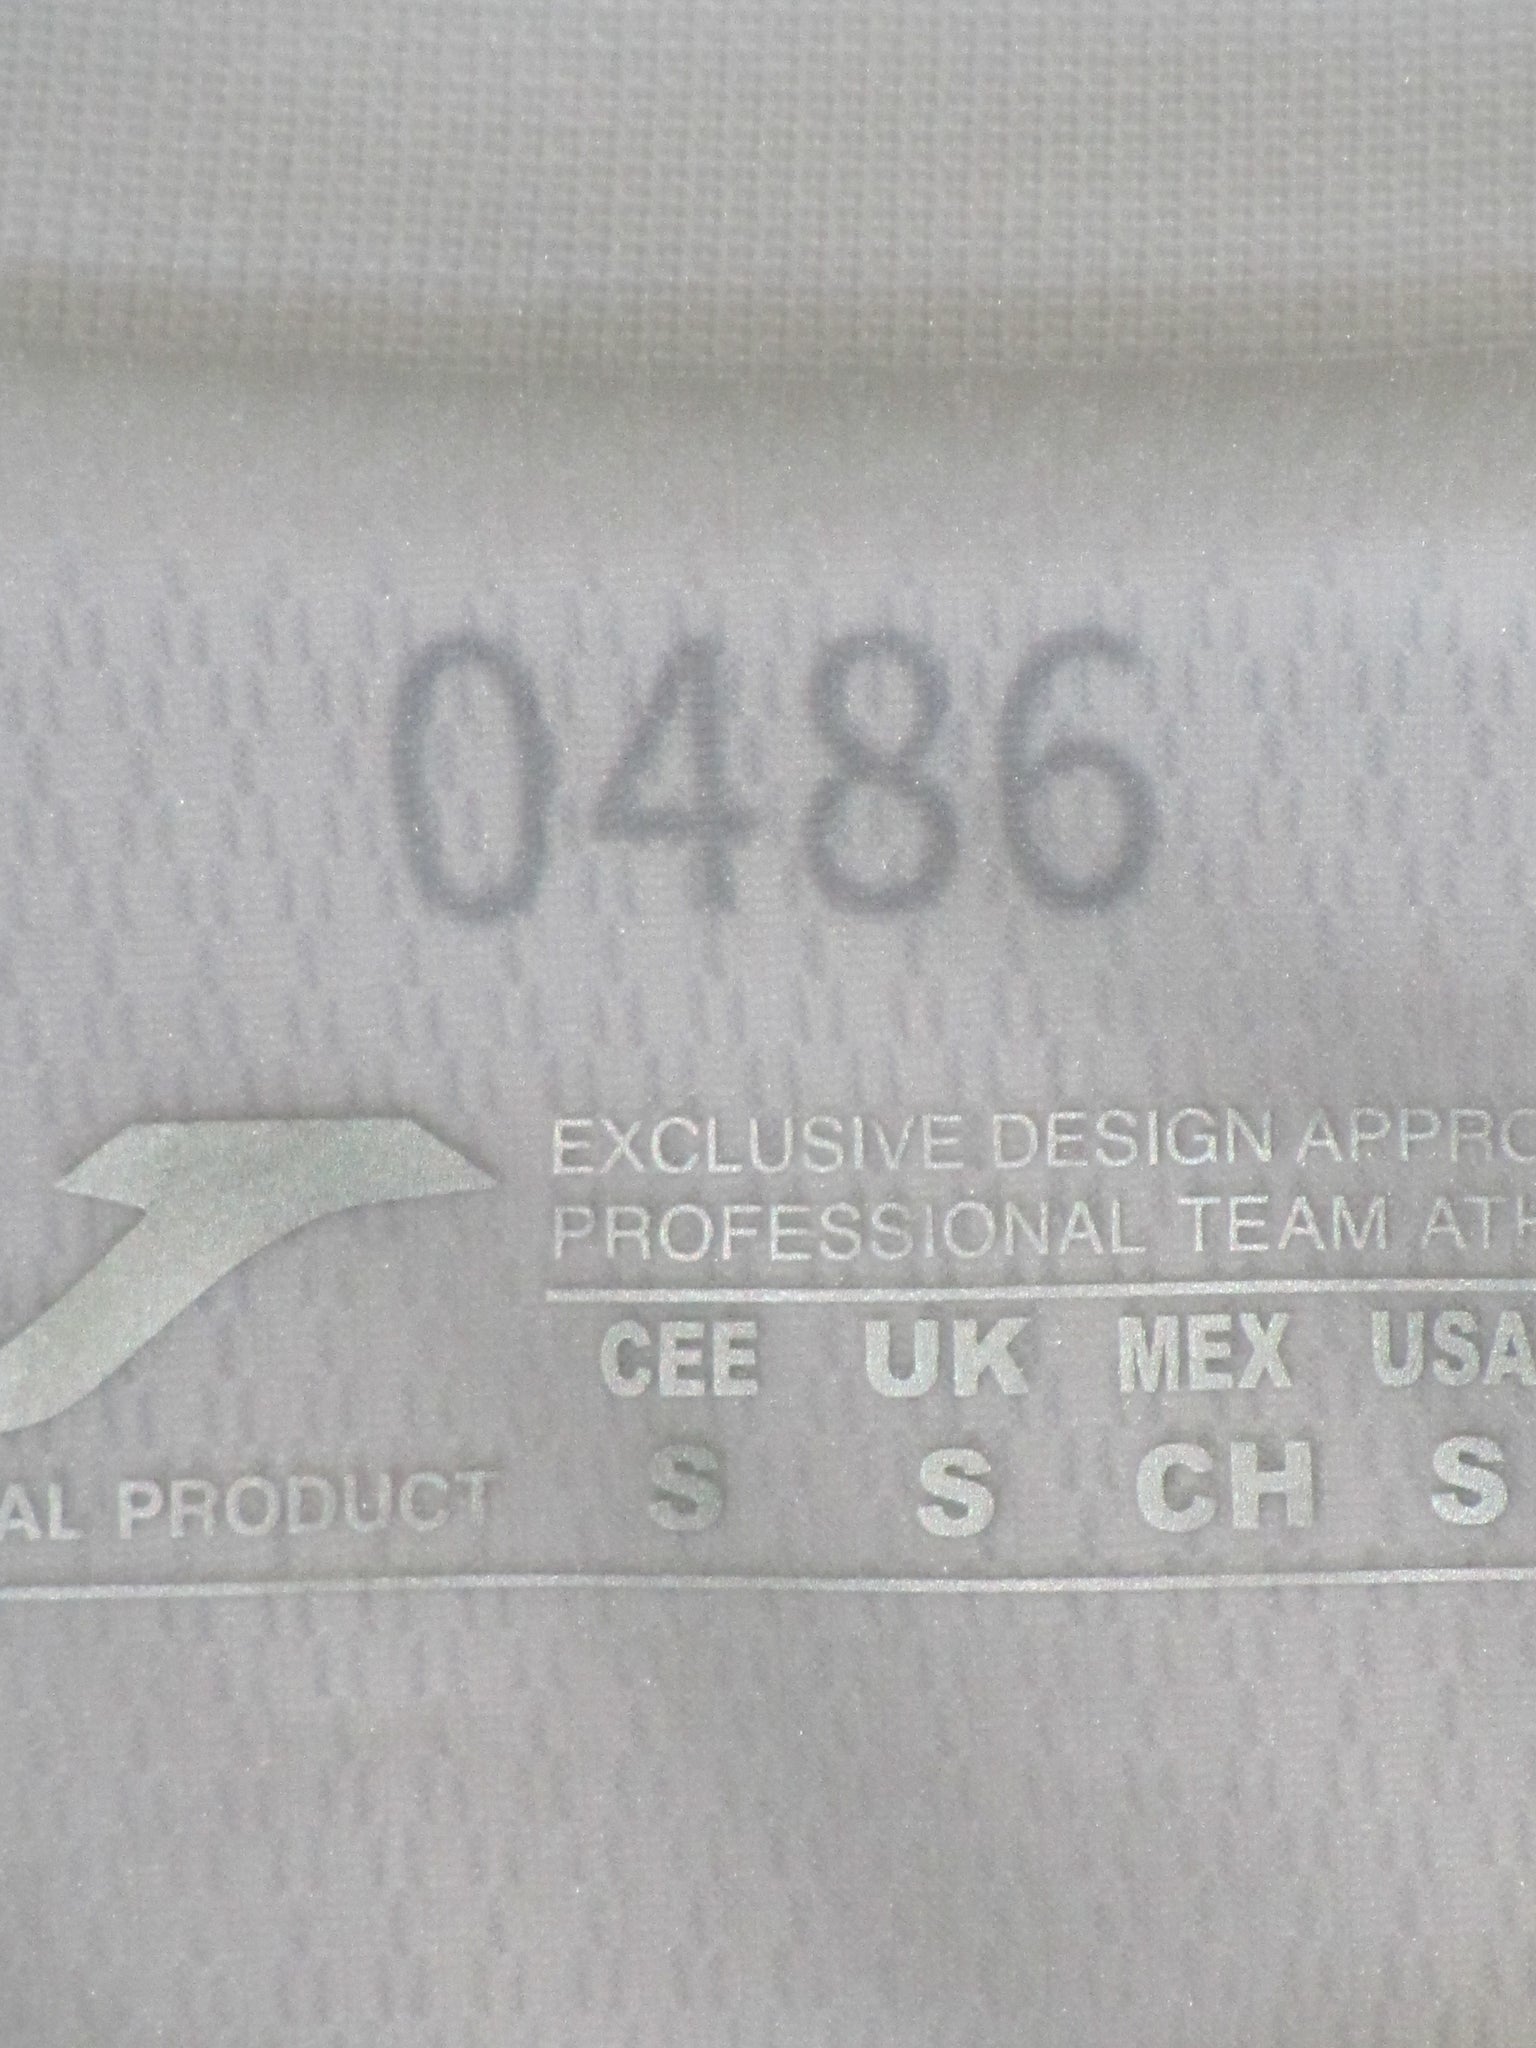 0486
EXCLUSIVE DESIGN APPRO
PROFESSIONAL TEAM ATH
CEE UK MEX USA
AL PRODUCT S S CH S